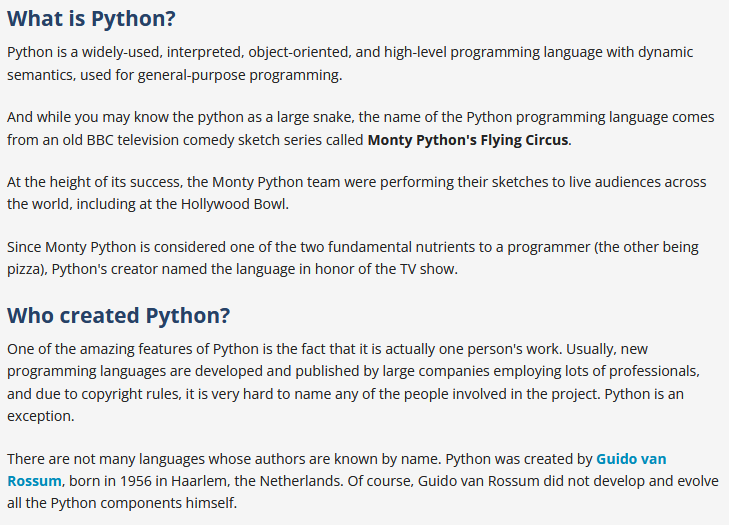 What is Python?
Python is a widely-used, interpreted, object-oriented, and high-level programming language with dynamic
semantics, used for general-purpose programming.
And while you may know the python as a large snake, the name of the Python programming language comes
from an old BBC television comedy sketch series called Monty Python's Flying Circus.
At the height of its success, the Monty Python team were performing their sketches to live audiences across
the world, including at the Hollywood Bowl.
Since Monty Python is considered one of the two fundamental nutrients to a programmer (the other being
pizza), Python's creator named the language in honor of the TV show.
Who created Python?
One of the amazing features of Python is the fact that it is actually one person's work. Usually, new
programming languages are developed and published by large companies employing lots of professionals,
and due to copyright rules, it is very hard to name any of the people involved in the project. Python is an
exception.
There are not many languages whose authors are known by name. Python was created by Guido van
Rossum, born in 1956 in Haarlem, the Netherlands. Of course, Guido van Rossum did not develop and evolve
all the Python components himself.